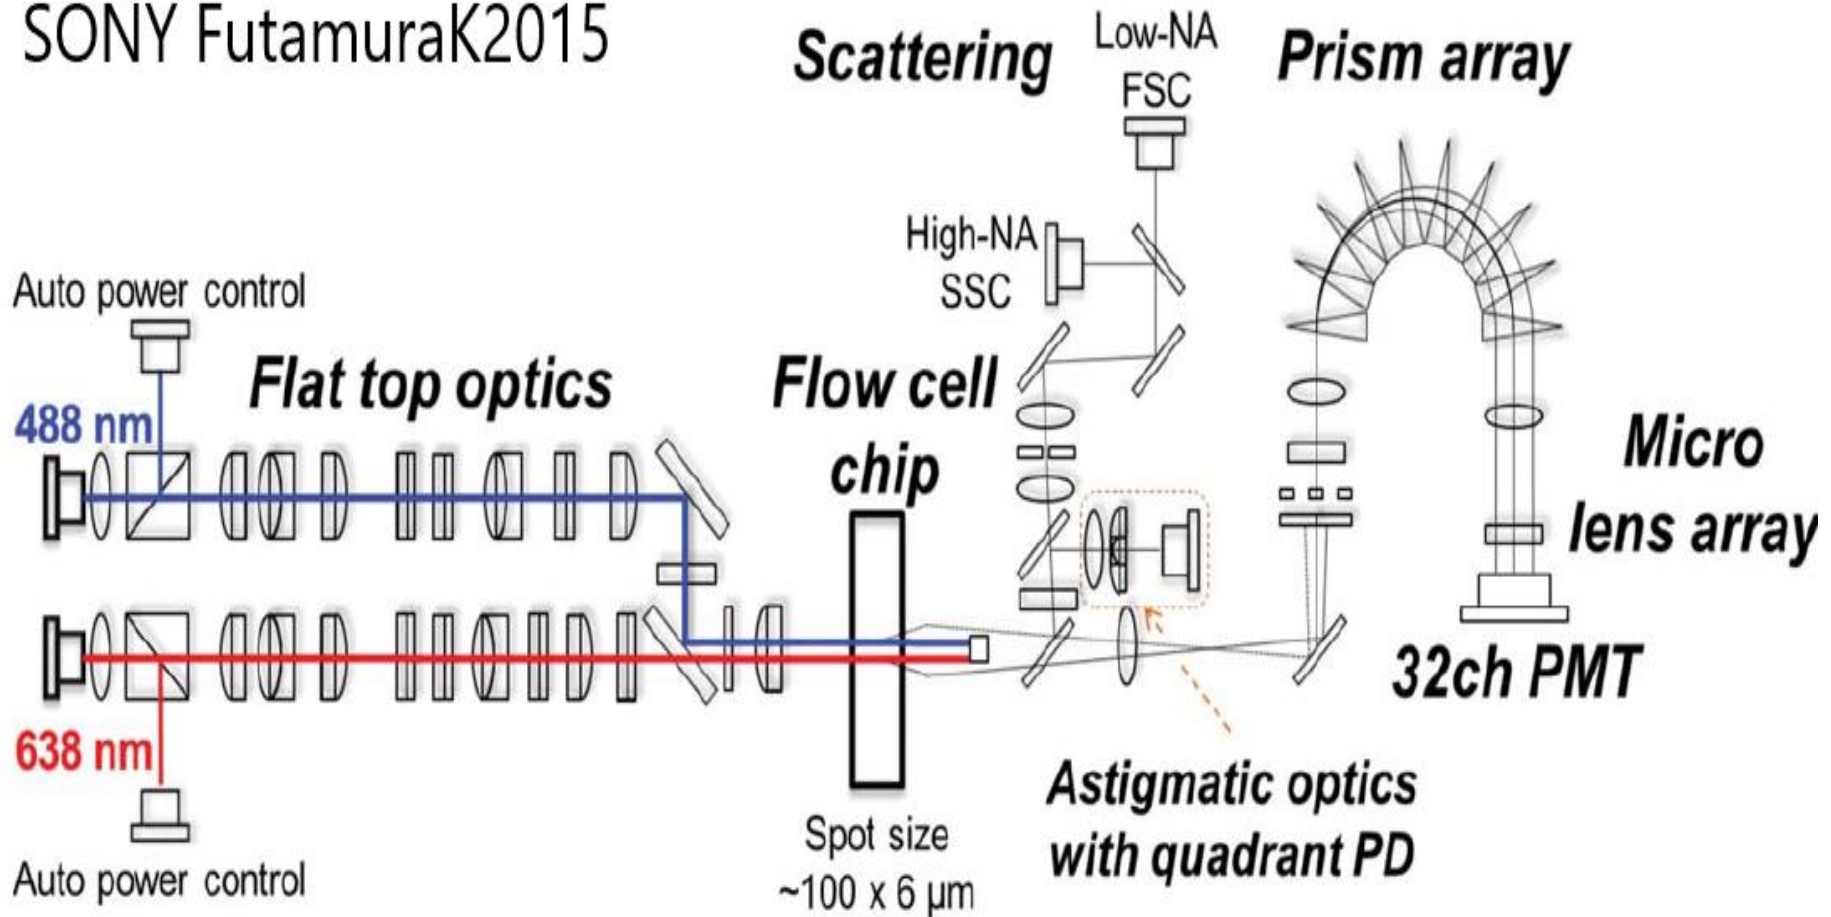 SONY FutamuraK2015
Scattering
Low-NA
FSC
Prism array
High-NA
SSC
Auto power control
Flat top optics
488 nm
Flow cell
chip
Micro
lens array
638 nm
32ch PMT
Astigmatic optics
with quadrant PD
Spot size
~100 x 6 µm
Auto power control